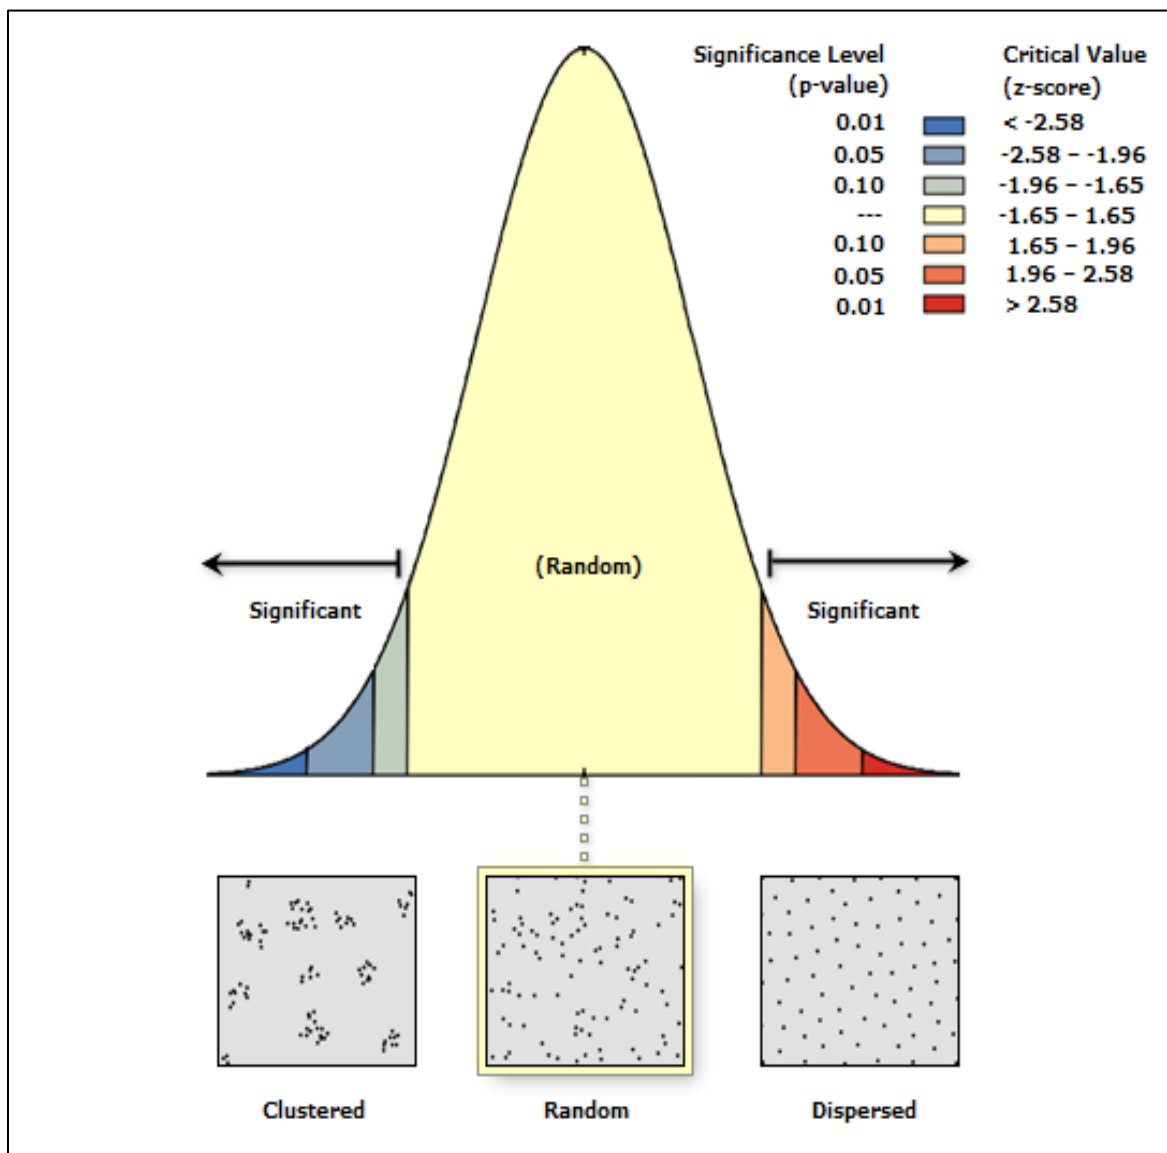 Significance Level Critical Value
(p-value) (z-score)
0.01 < -2.58
0.05 -2.58 – -1.96
0.10 -1.96 – -1.65
--- -1.65 – 1.65
0.10 1.65 – 1.96
0.05 1.96 – 2.58
0.01 > 2.58
(Random)
Significant Significant
Clustered Random Dispersed